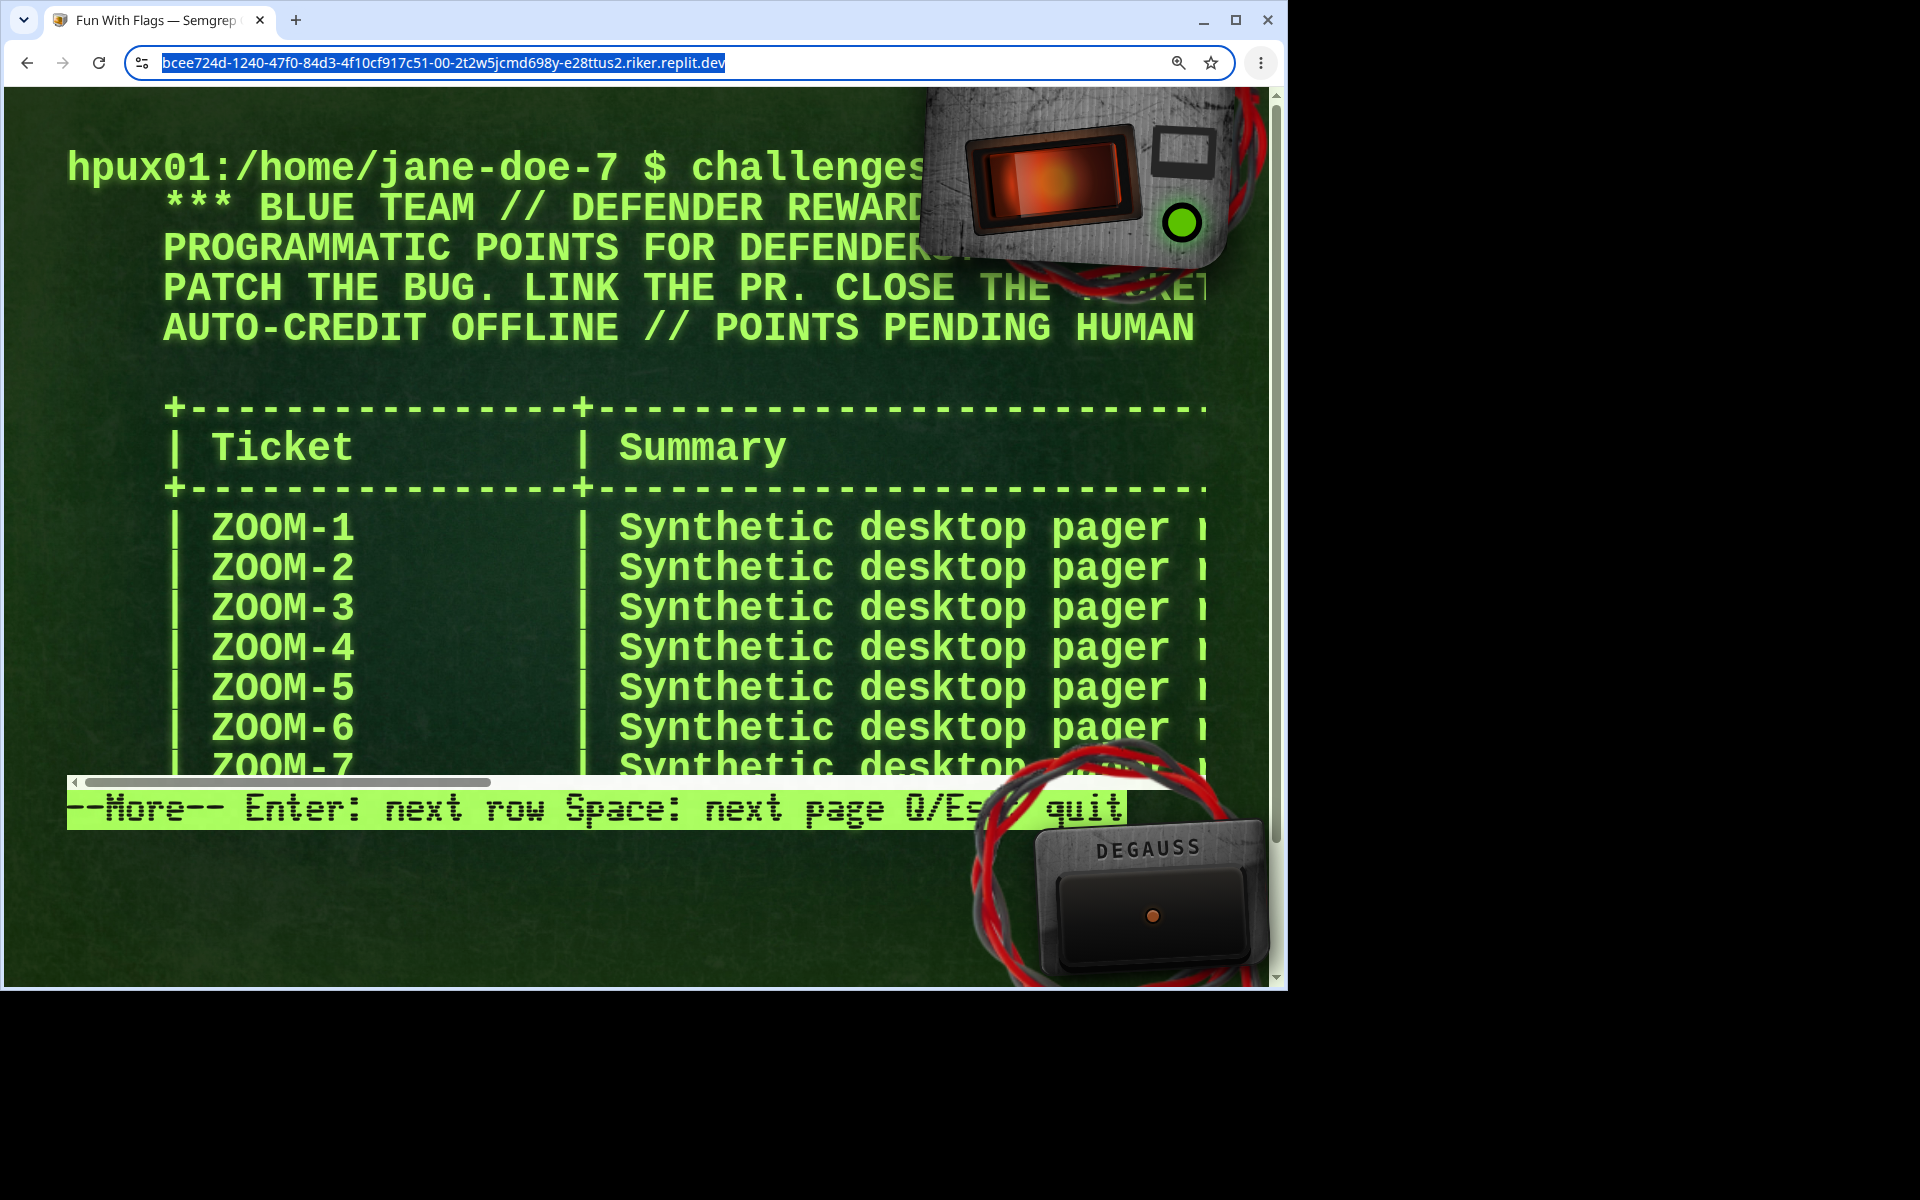 Fun With Flags — Semgrep
bcee724d-1240-47f0-84d3-4f10cf917c51-00-2t2w5jcmd698y-e28ttus2.riker.replit.dev
hpux01:/home/jane-doe-7 $ challenges
*** BLUE TEAM // DEFENDER REWARD
PROGRAMMATIC POINTS FOR DEFENDERS.
PATCH THE BUG. LINK THE PR. CLOSE THE TICKET
AUTO-CREDIT OFFLINE // POINTS PENDING HUMAN
+----------------+--------------------------
| Ticket | Summary
+----------------+--------------------------
| ZOOM-1 | Synthetic desktop pager
| ZOOM-2 | Synthetic desktop pager
| ZOOM-3 | Synthetic desktop pager
| ZOOM-4 | Synthetic desktop pager
| ZOOM-5 | Synthetic desktop pager
| ZOOM-6 | Synthetic desktop pager
| ZOOM-7 | Synthetic desktop pager
--More-- Enter: next row Space: next page Q/Esc: quit
DEGAUSS